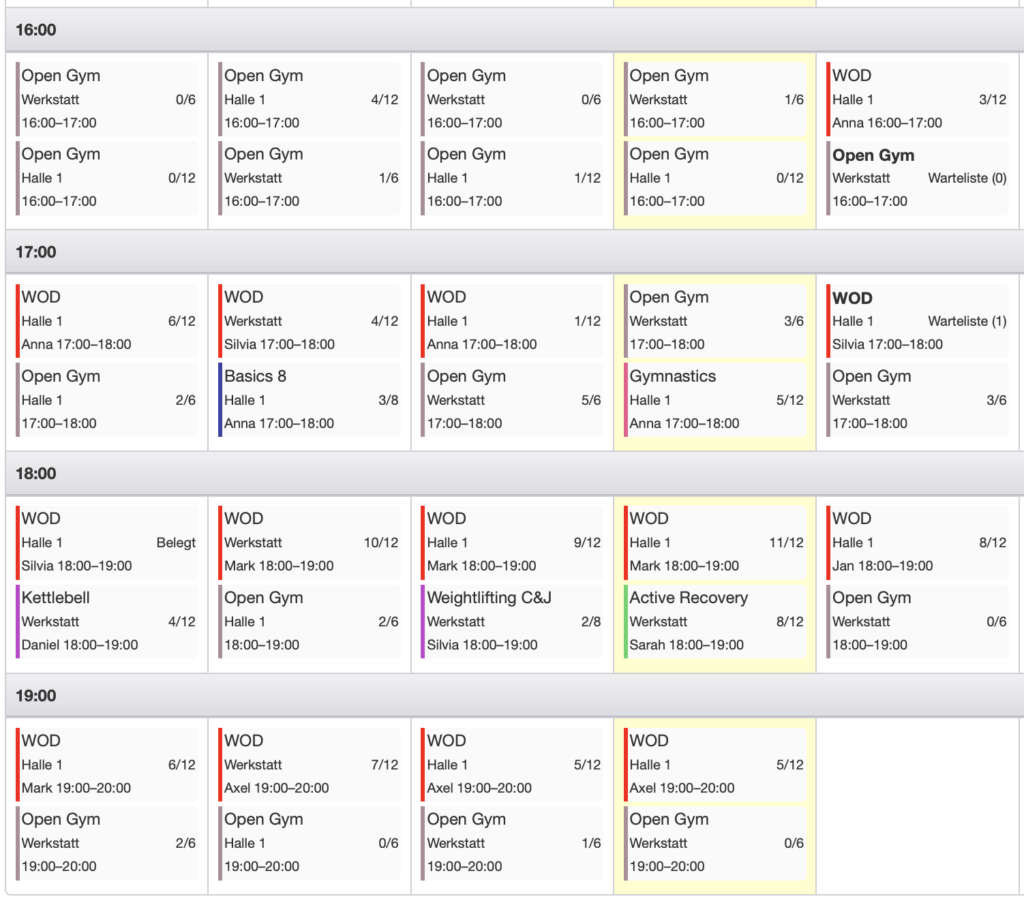 16:00
Open Gym
Werkstatt 0/6
16:00–17:00
Open Gym
Halle 1 0/12
16:00–17:00
Open Gym
Halle 1 4/12
16:00–17:00
Open Gym
Werkstatt 1/6
16:00–17:00
Open Gym
Werkstatt 0/6
16:00–17:00
Open Gym
Halle 1 1/12
16:00–17:00
Open Gym
Werkstatt 1/6
16:00–17:00
Open Gym
Halle 1 0/12
16:00–17:00
WOD
Halle 1 3/12
Anna 16:00–17:00
Open Gym
Werkstatt Warteliste (0)
16:00–17:00
17:00
WOD
Halle 1 6/12
Anna 17:00–18:00
Open Gym
Halle 1 2/6
17:00–18:00
WOD
Werkstatt 4/12
Silvia 17:00–18:00
Basics 8
Halle 1 3/8
Anna 17:00–18:00
WOD
Halle 1 1/12
Anna 17:00–18:00
Open Gym
Werkstatt 5/6
17:00–18:00
Open Gym
Werkstatt 3/6
17:00–18:00
Gymnastics
Halle 1 5/12
Anna 17:00–18:00
WOD
Halle 1 Warteliste (1)
Silvia 17:00–18:00
Open Gym
Werkstatt 3/6
17:00–18:00
18:00
WOD
Halle 1 Belegt
Silvia 18:00–19:00
Kettlebell
Werkstatt 4/12
Daniel 18:00–19:00
WOD
Werkstatt 10/12
Mark 18:00–19:00
Open Gym
Halle 1 2/6
18:00–19:00
WOD
Halle 1 9/12
Mark 18:00–19:00
Weightlifting C&J
Werkstatt 2/8
Silvia 18:00–19:00
WOD
Halle 1 11/12
Mark 18:00–19:00
Active Recovery
Werkstatt 8/12
Sarah 18:00–19:00
WOD
Halle 1 8/12
Jan 18:00–19:00
Open Gym
Werkstatt 0/6
18:00–19:00
19:00
WOD
Halle 1 6/12
Mark 19:00–20:00
Open Gym
Werkstatt 2/6
19:00–20:00
WOD
Werkstatt 7/12
Axel 19:00–20:00
Open Gym
Halle 1 0/6
19:00–20:00
WOD
Halle 1 5/12
Axel 19:00–20:00
Open Gym
Werkstatt 1/6
19:00–20:00
WOD
Halle 1 5/12
Axel 19:00–20:00
Open Gym
Werkstatt 0/6
19:00–20:00